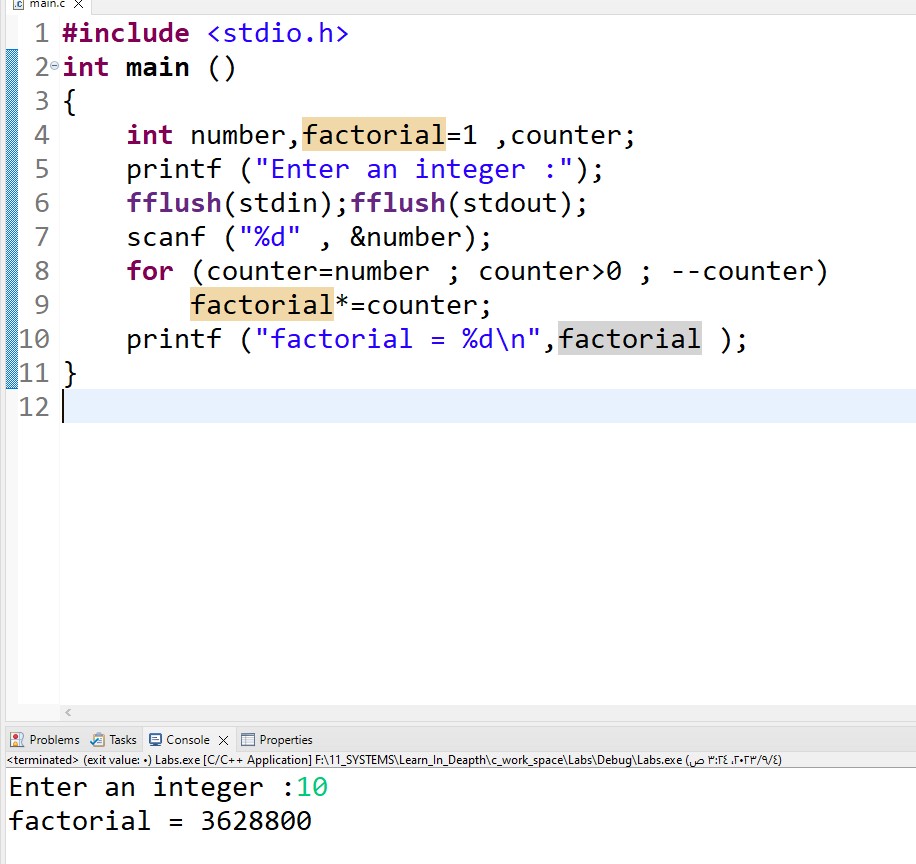 main.c
1 #include <stdio.h>
2 int main ()
3 {
4     int number,factorial=1 ,counter;
5     printf ("Enter an integer :");
6     fflush(stdin);fflush(stdout);
7     scanf ("%d" , &number);
8     for (counter=number ; counter>0 ; --counter)
9         factorial*=counter;
10     printf ("factorial = %d\n",factorial );
11 }
12
Problems Tasks Console Properties
<terminated> (exit value: ٠) Labs.exe [C/C++ Application] F:\11_SYSTEMS\Learn_In_Deapth\c_work_space\Labs\Debug\Labs.exe (٢٠٢٣/٩/٤، ٣:٢٤ ص)
Enter an integer :10
factorial = 3628800